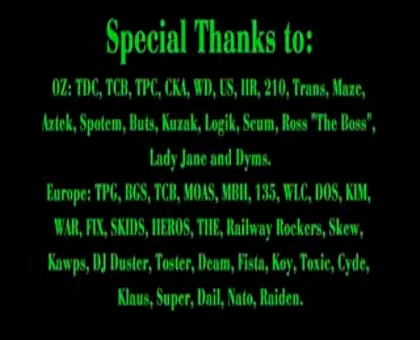 Special Thanks to:
OZ: TDC, TCB, TPC, CKA, WD, US, HR, 210, Trans, Maze,
Aztek, Spotem, Buts, Kuzak, Logik, Scum, Ross "The Boss",
Lady Jane and Dyms.
Europe: TPG, BGS, TCB, MOAS, MBH, 135, WLC, DOS, KIM,
WAR, FIX, SKIDS, HEROS, THE, Railway Rockers, Skew,
Kawps, DJ Duster, Toster, Deam, Fista, Koy, Toxic, Cyde,
Klaus, Super, Dail, Nato, Raiden.